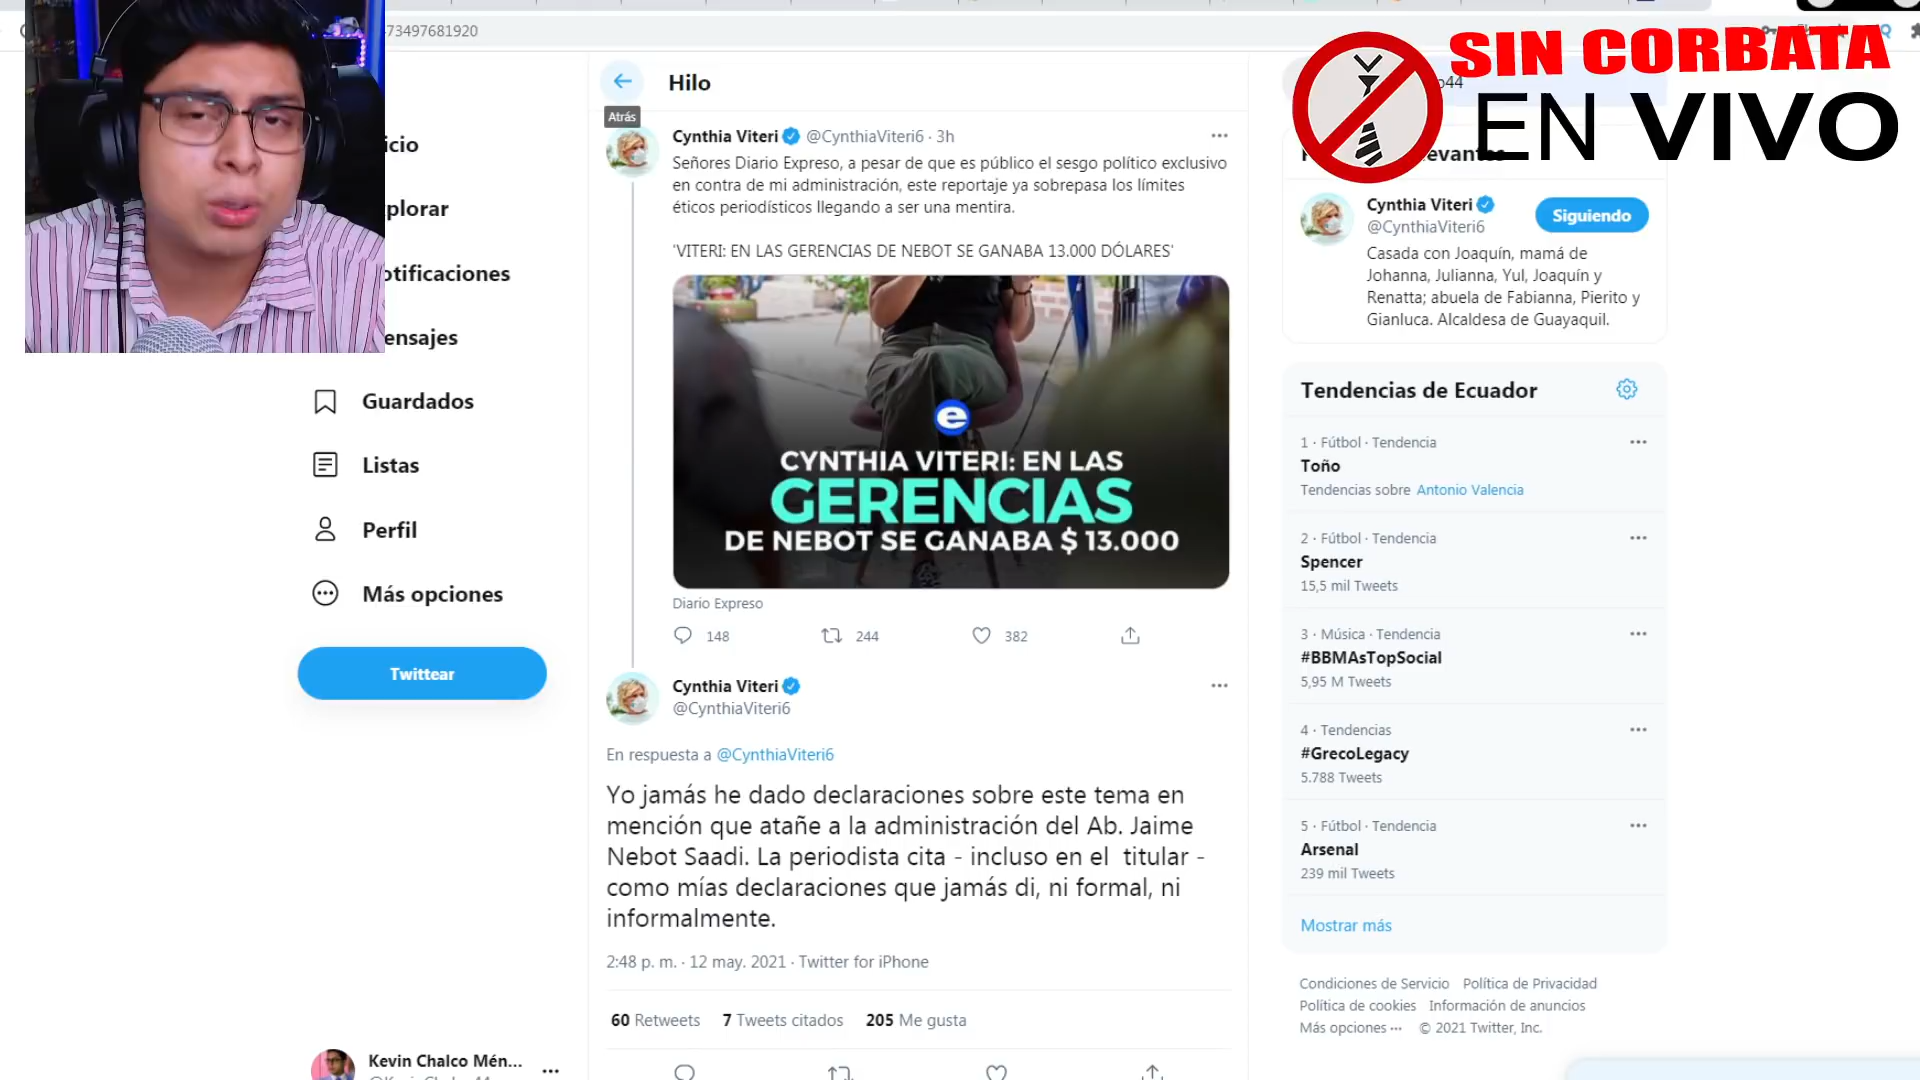 73497681920
SIN CORBATA
EN VIVO
o44
Hilo
Atrás
Cynthia Viteri @CynthiaViteri6 · 3h
Señores Diario Expreso, a pesar de que es público el sesgo político exclusivo
en contra de mi administración, este reportaje ya sobrepasa los límites
éticos periodísticos llegando a ser una mentira.
'VITERI: EN LAS GERENCIAS DE NEBOT SE GANABA 13.000 DÓLARES'
e
CYNTHIA VITERI: EN LAS
GERENCIAS
DE NEBOT SE GANABA $ 13.000
Diario Expreso
148 244 382
Cynthia Viteri
@CynthiaViteri6
En respuesta a @CynthiaViteri6
Yo jamás he dado declaraciones sobre este tema en
mención que atañe a la administración del Ab. Jaime
Nebot Saadi. La periodista cita - incluso en el titular -
como mías declaraciones que jamás di, ni formal, ni
informalmente.
2:48 p. m. · 12 may. 2021 · Twitter for iPhone
60 Retweets 7 Tweets citados 205 Me gusta
icio
plorar
otificaciones
ensajes
Guardados
Listas
Perfil
Más opciones
Twittear
Kevin Chalco Mén...
evantes
Cynthia Viteri
@CynthiaViteri6
Siguiendo
Casada con Joaquín, mamá de
Johanna, Julianna, Yul, Joaquín y
Renatta; abuela de Fabianna, Pierito y
Gianluca. Alcaldesa de Guayaquil.
Tendencias de Ecuador
1 · Fútbol · Tendencia
Toño
Tendencias sobre Antonio Valencia
2 · Fútbol · Tendencia
Spencer
15,5 mil Tweets
3 · Música · Tendencia
#BBMAsTopSocial
5,95 M Tweets
4 · Tendencias
#GrecoLegacy
5.788 Tweets
5 · Fútbol · Tendencia
Arsenal
239 mil Tweets
Mostrar más
Condiciones de Servicio Política de Privacidad
Política de cookies Información de anuncios
Más opciones ··· © 2021 Twitter, Inc.